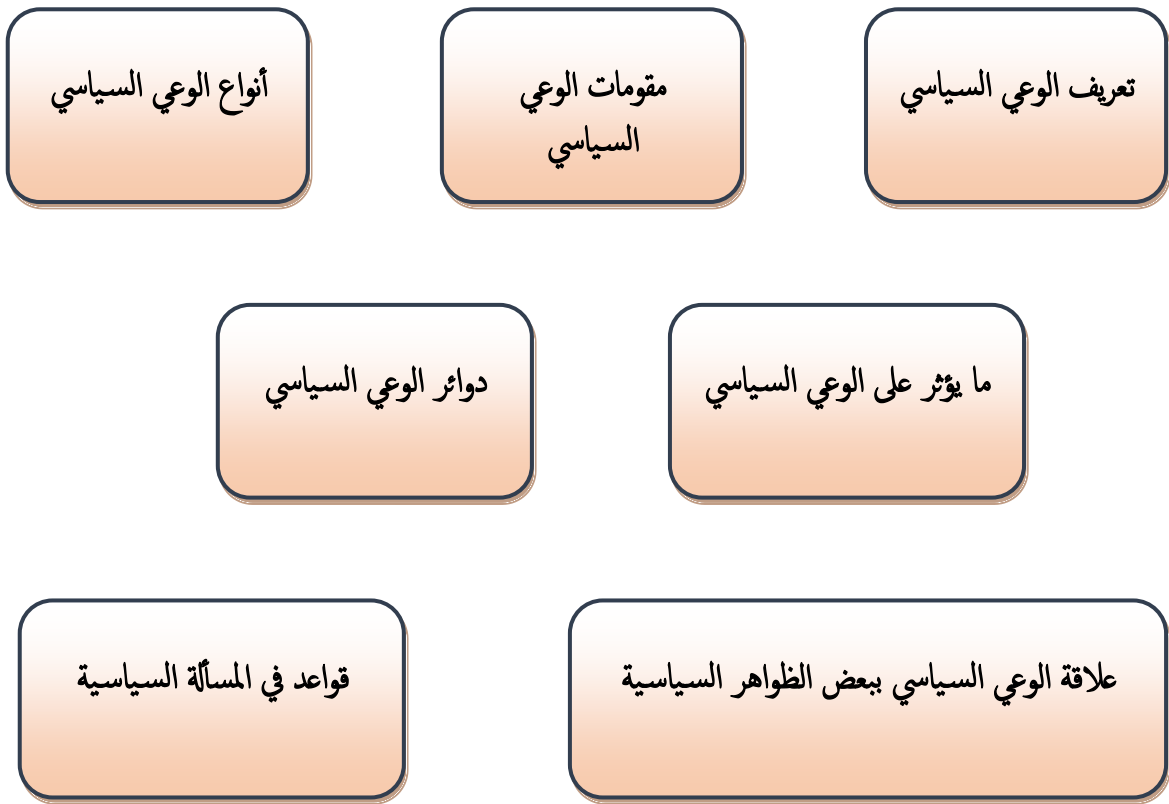 تعريف الوعي السياسي
مقومات الوعي
السياسي
أنواع الوعي السياسي
ما يؤثر على الوعي السياسي
دوائر الوعي السياسي
علاقة الوعي السياسي ببعض الظواهر السياسية
قواعد في المسألة السياسية